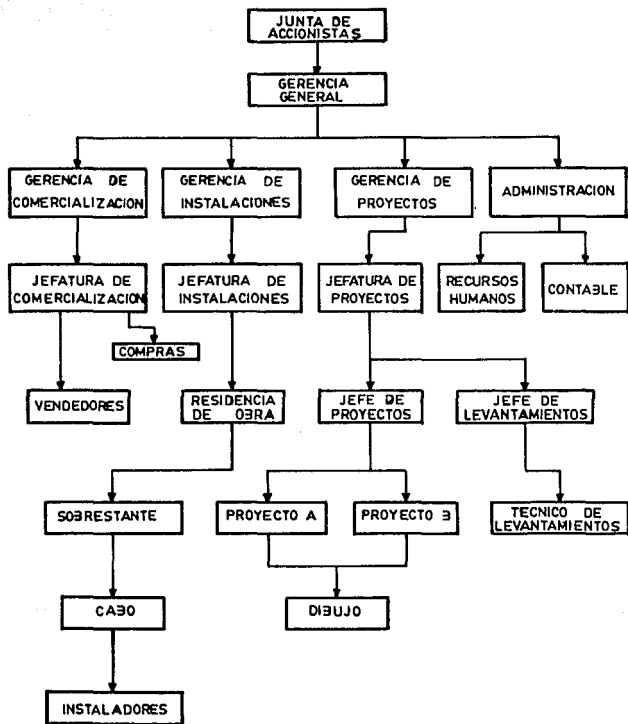 JUNTA DE
ACCIONISTAS
GERENCIA
GENERAL
GERENCIA DE
COMERCIALIZACION
GERENCIA DE
INSTALACIONES
GERENCIA DE
PROYECTOS
ADMINISTRACION
JEFATURA DE
COMERCIALIZACION
JEFATURA DE
INSTALACIONES
JEFATURA DE
PROYECTOS
RECURSOS
HUMANOS
CONTABLE
COMPRAS
VENDEDORES
RESIDENCIA
DE OBRA
JEFE DE
PROYECTOS
JEFE DE
LEVANTAMIENTOS
SOBRESTANTE
PROYECTO A
PROYECTO B
TECNICO DE
LEVANTAMIENTOS
CABO
DIBUJO
INSTALADORES